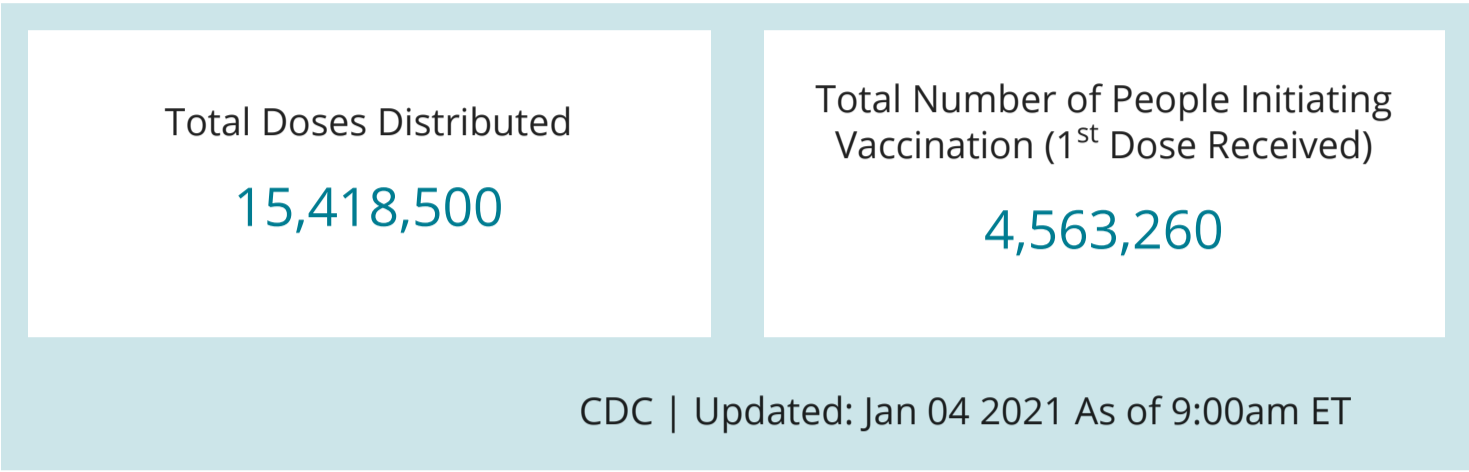 Total Doses Distributed
15,418,500
Total Number of People Initiating
Vaccination (1st Dose Received)
4,563,260
CDC | Updated: Jan 04 2021 As of 9:00am ET